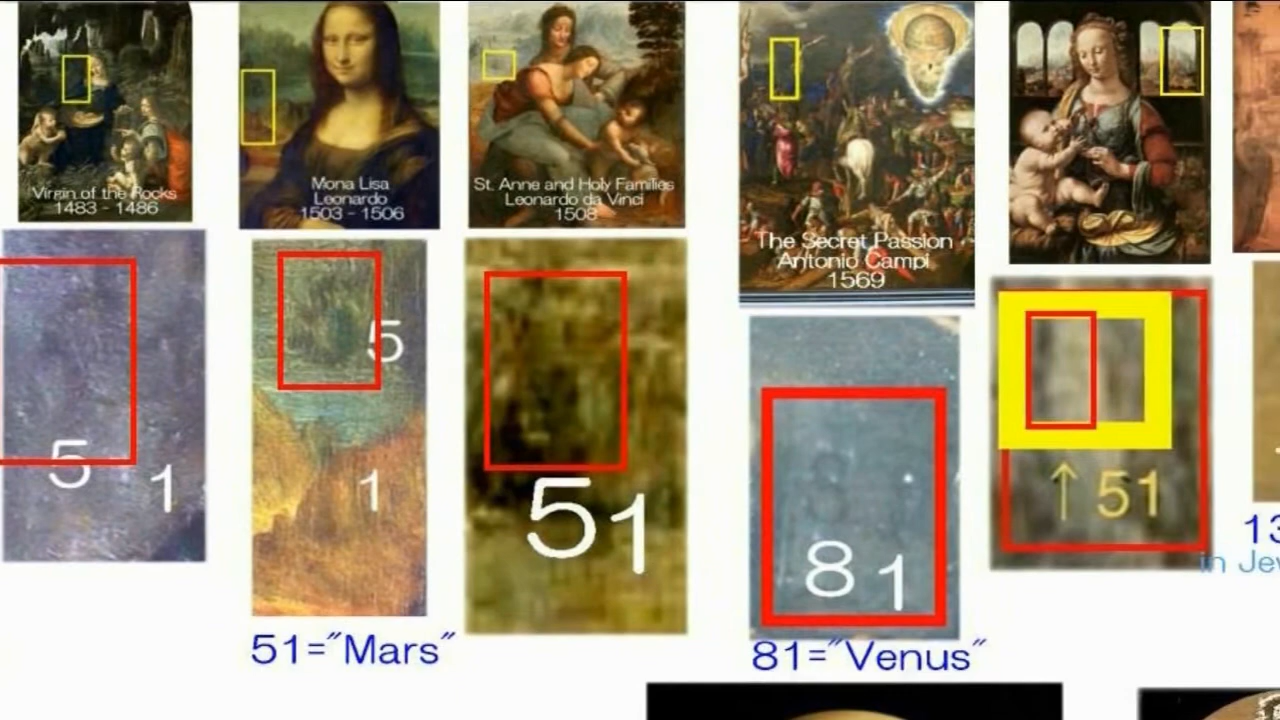 Virgin of the Rocks
1483 - 1486
Mona Lisa
Leonardo
1503 - 1506
St. Anne and Holy Families
Leonardo da Vinci
1508
The Secret Passion
Antonio Campi
1569
5
1
5
1
51
81
↑ 51
51="Mars"
81="Venus"
13
in Je